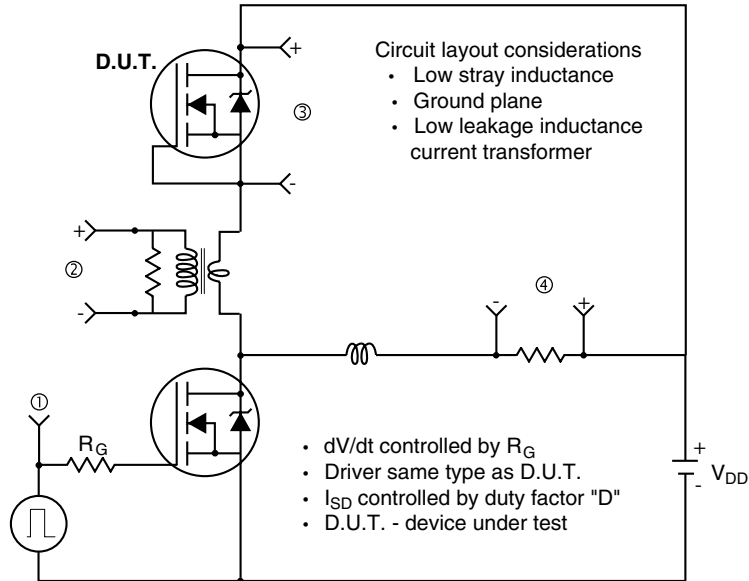 D.U.T.
+
Circuit layout considerations
• Low stray inductance
• Ground plane
• Low leakage inductance
current transformer
③
-
+
②
-
④
-
+
①
R_G
• dV/dt controlled by R_G
• Driver same type as D.U.T.
• I_SD controlled by duty factor "D"
• D.U.T. - device under test
+
V_DD
-